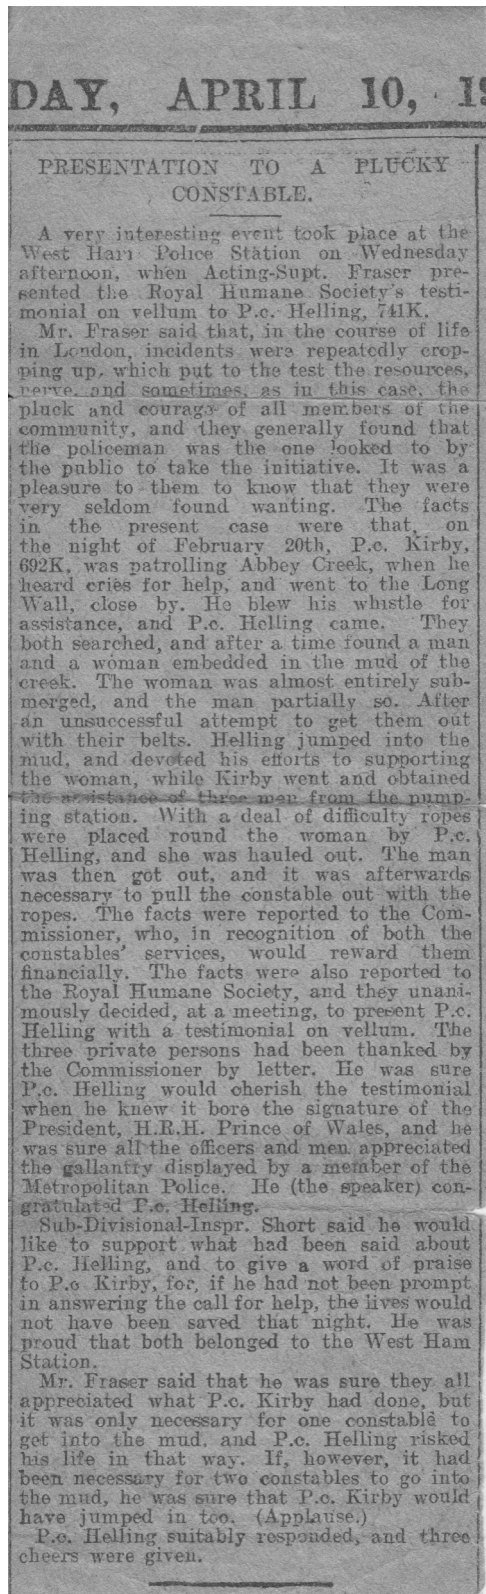 DAY, APRIL 10, 19
PRESENTATION TO A PLUCKY
CONSTABLE.
A very interesting event took place at the
West Ham Police Station on Wednesday
afternoon, when Acting-Supt. Fraser pre-
sented the Royal Humane Society's testi-
monial on vellum to P.c. Helling, 741K.
Mr. Fraser said that, in the course of life
in London, incidents were repeatedly crop-
ping up, which put to the test the resources,
nerve, and sometimes, as in this case, the
pluck and courage of all members of the
community, and they generally found that
the policeman was the one looked to by
the public to take the initiative. It was a
pleasure to them to know that they were
very seldom found wanting. The facts
in the present case were that, on
the night of February 20th, P.c. Kirby,
692K, was patrolling Abbey Creek, when he
heard cries for help, and went to the Long
Wall, close by. He blew his whistle for
assistance, and P.c. Helling came. They
both searched, and after a time found a man
and a woman embedded in the mud of the
creek. The woman was almost entirely sub-
merged, and the man partially so. After
an unsuccessful attempt to get them out
with their belts. Helling jumped into the
mud, and devoted his efforts to supporting
the woman, while Kirby went and obtained
the assistance of three men from the pump-
ing station. With a deal of difficulty ropes
were placed round the woman by P.c.
Helling, and she was hauled out. The man
was then got out, and it was afterwards
necessary to pull the constable out with the
ropes. The facts were reported to the Com-
missioner, who, in recognition of both the
constables' services, would reward them
financially. The facts were also reported to
the Royal Humane Society, and they unani-
mously decided, at a meeting, to present P.c.
Helling with a testimonial on vellum. The
three private persons had been thanked by
the Commissioner by letter. He was sure
P.c. Helling would cherish the testimonial
when he knew it bore the signature of the
President, H.R.H. Prince of Wales, and he
was sure all the officers and men appreciated
the gallantry displayed by a member of the
Metropolitan Police. He (the speaker) con-
gratulated P.c. Helling.
Sub-Divisional-Inspr. Short said he would
like to support what had been said about
P.c. Helling, and to give a word of praise
to P.c Kirby, for, if he had not been prompt
in answering the call for help, the lives would
not have been saved that night. He was
proud that both belonged to the West Ham
Station.
Mr. Fraser said that he was sure they all
appreciated what P.c. Kirby had done, but
it was only necessary for one constable to
get into the mud, and P.c. Helling risked
his life in that way. If, however, it had
been necessary for two constables to go into
the mud, he was sure that P.c. Kirby would
have jumped in too. (Applause.)
P.c. Helling suitably responded, and three
cheers were given.